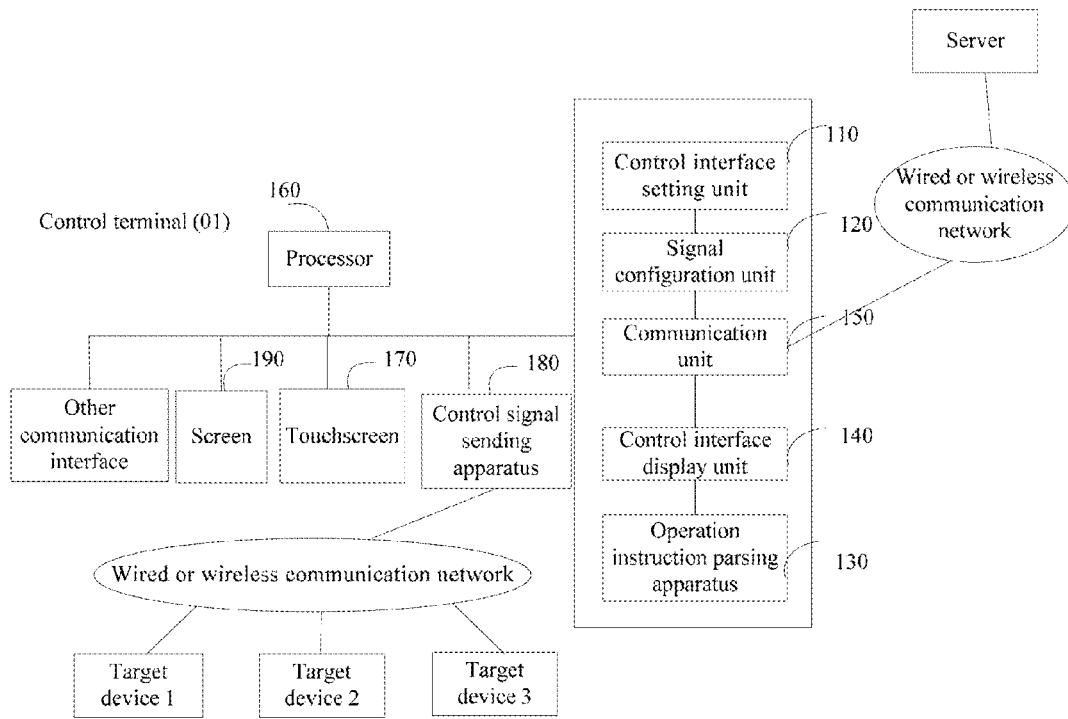 Server
110
Control interface
setting unit
Wired or wireless
communication
network
160
Control terminal (01)
Processor
120
Signal
configuration unit
150
Communication
unit
190
170
180
Other
communication
interface
Screen
Touchscreen
Control signal
sending
apparatus
140
Control interface
display unit
Operation
instruction parsing
apparatus
130
Wired or wireless communication network
Target
device 1
Target
device 2
Target
device 3